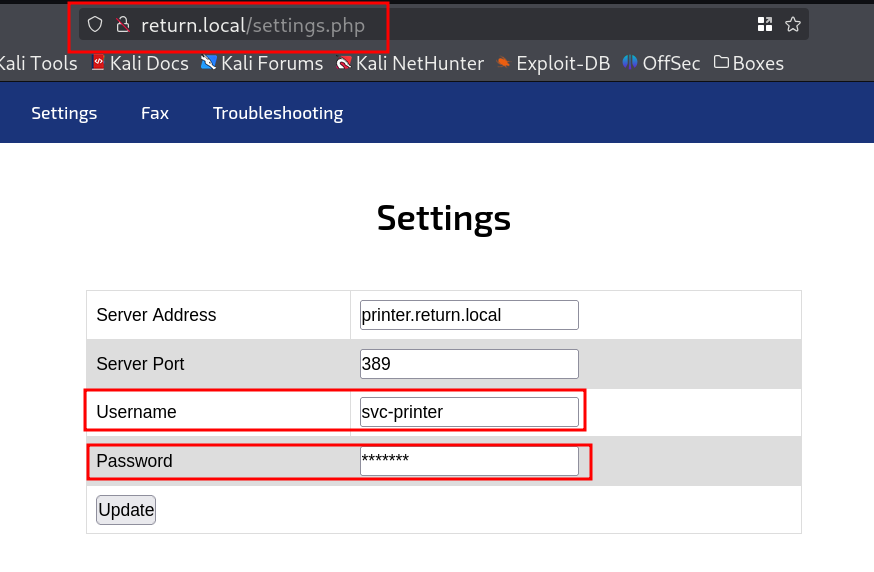 return.local/settings.php
Kali Tools Kali Docs Kali Forums Kali NetHunter Exploit-DB OffSec Boxes
Settings Fax Troubleshooting
Settings
Server Address printer.return.local
Server Port 389
Username svc-printer
Password *******
Update